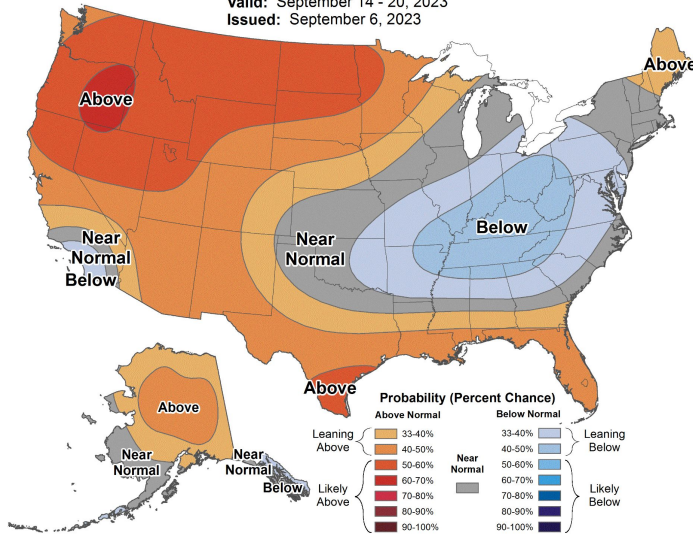 Valid: September 14 - 20, 2023
Issued: September 6, 2023
Above
Above
Near
Normal
Below
Near
Normal
Below
Above
Above
Near
Normal
Near
Normal
Below
Probability (Percent Chance)
Above Normal
Below Normal
Leaning
Above
33-40%
40-50%
50-60%
60-70%
70-80%
80-90%
90-100%
Likely
Above
Near
Normal
33-40%
40-50%
50-60%
60-70%
70-80%
80-90%
90-100%
Leaning
Below
Likely
Below